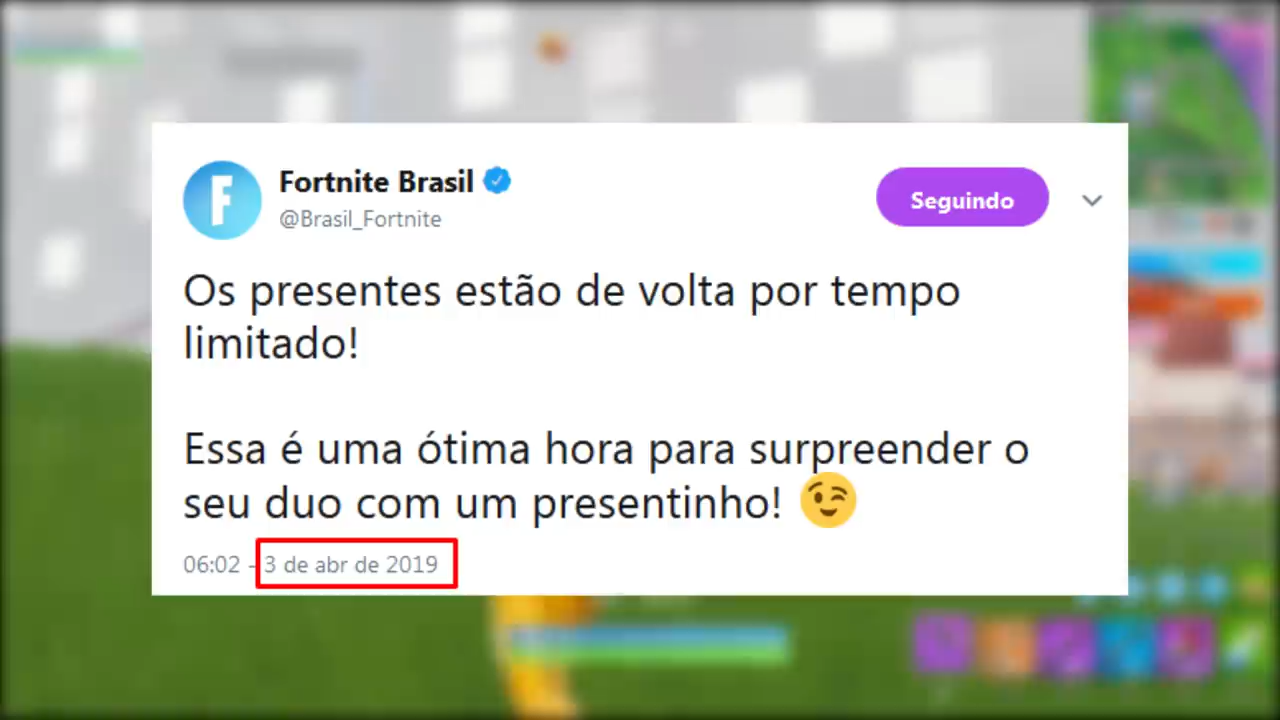 Fortnite Brasil
@Brasil_Fortnite
Seguindo
Os presentes estão de volta por tempo
limitado!
Essa é uma ótima hora para surpreender o
seu duo com um presentinho! 😉
06:02 - 3 de abr de 2019